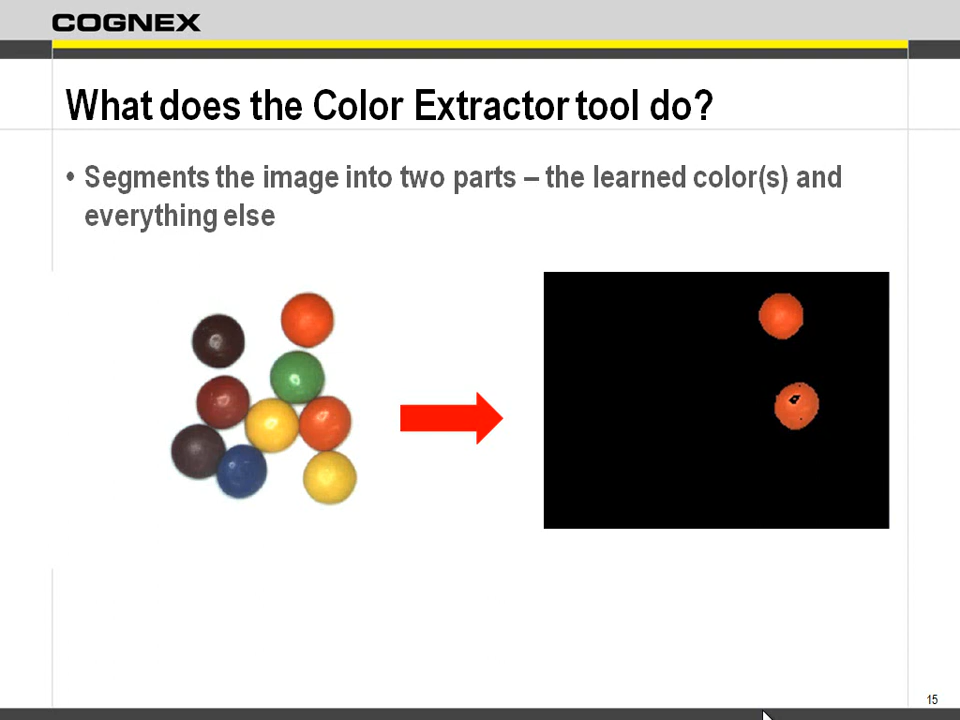 COGNEX
What does the Color Extractor tool do?
• Segments the image into two parts – the learned color(s) and
everything else
15